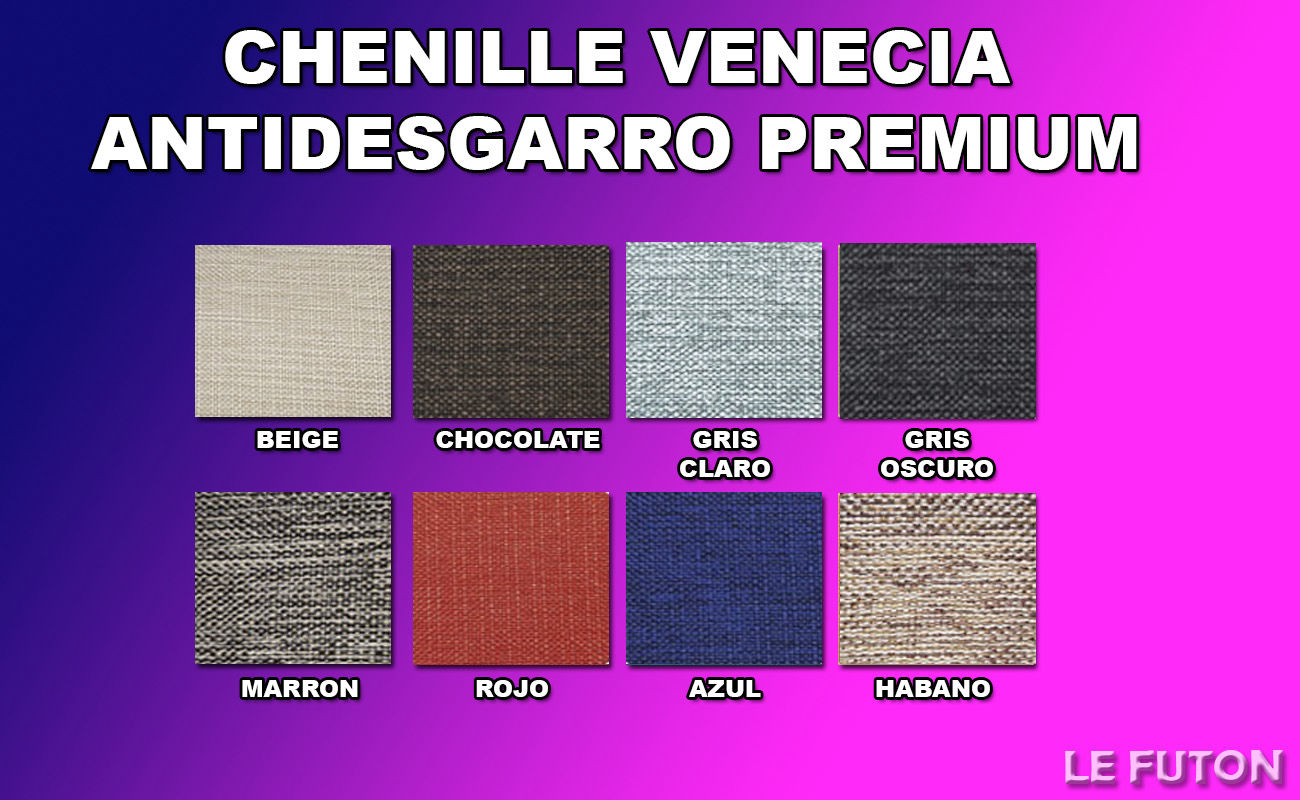 CHENILLE VENECIA
ANTIDESGARRO PREMIUM
BEIGE
CHOCOLATE
GRIS
CLARO
GRIS
OSCURO
MARRON
ROJO
AZUL
HABANO
LE FUTON